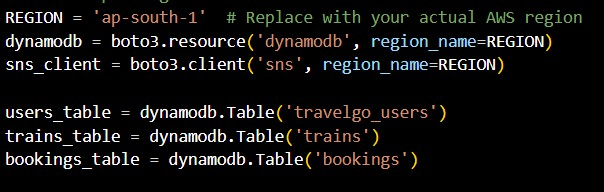 REGION = 'ap-south-1'  # Replace with your actual AWS region
dynamodb = boto3.resource('dynamodb', region_name=REGION)
sns_client = boto3.client('sns', region_name=REGION)
users_table = dynamodb.Table('travelgo_users')
trains_table = dynamodb.Table('trains')
bookings_table = dynamodb.Table('bookings')